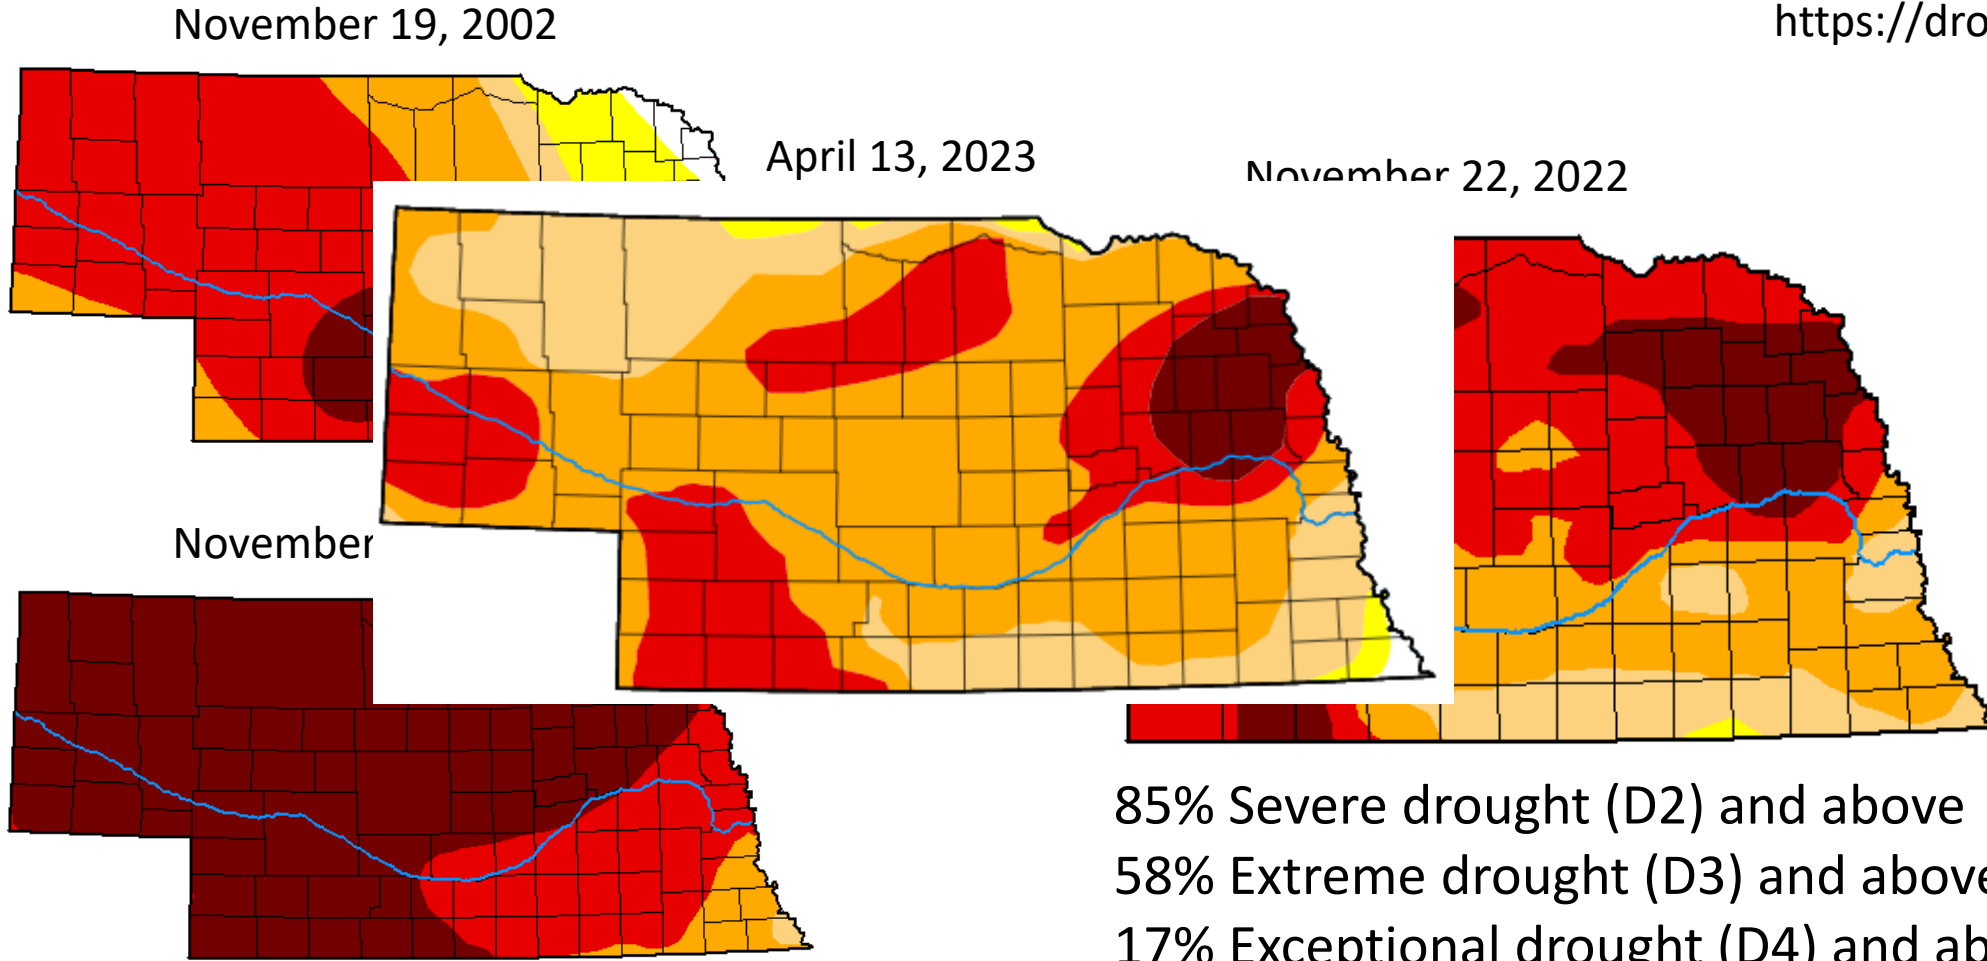 November 19, 2002
https://dro
April 13, 2023
November 22, 2022
November
85% Severe drought (D2) and above
58% Extreme drought (D3) and above
17% Exceptional drought (D4) and ab